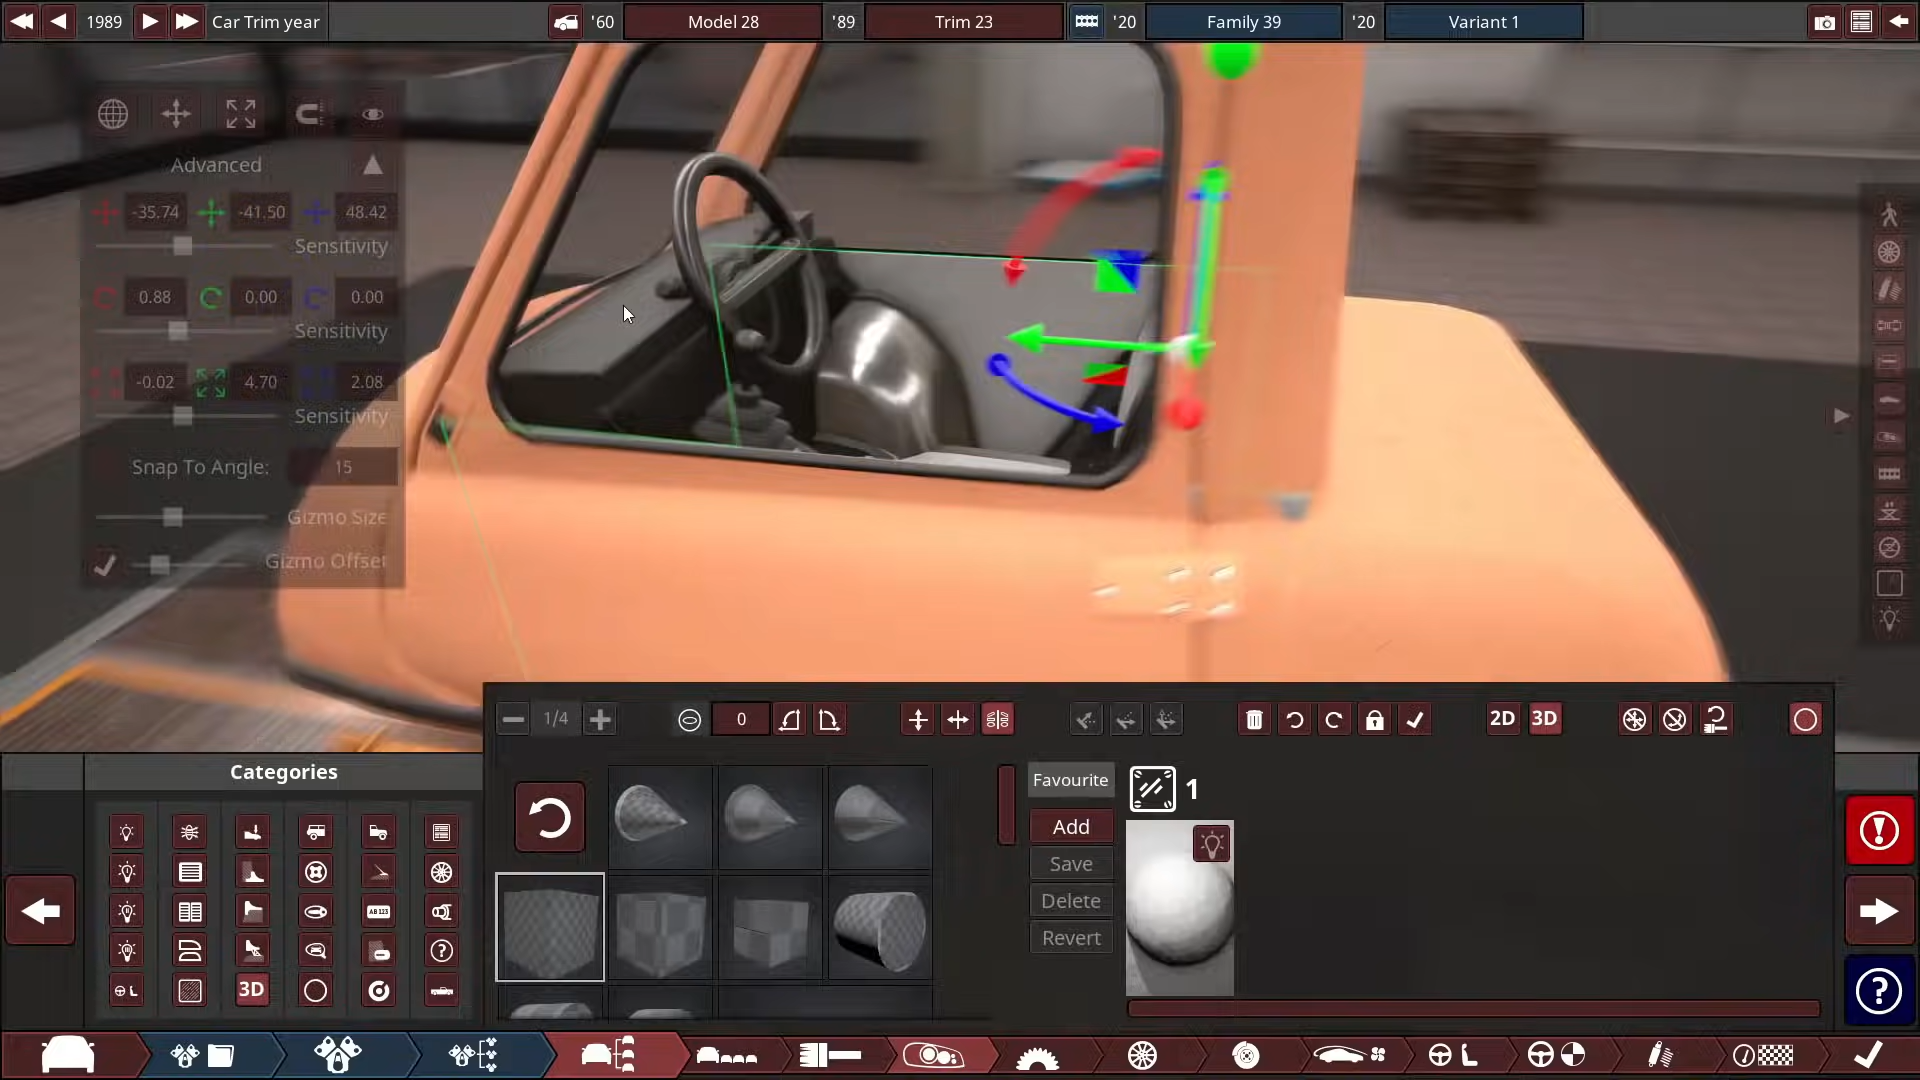 1989 Car Trim year '60 Model 28 '89 Trim 23 '20 Family 39 '20 Variant 1
Advanced
-35.74 -41.50 48.42
Sensitivity
0.88 0.00 0.00
Sensitivity
-0.02 4.70 2.08
Sensitivity
Snap To Angle: 15
Gizmo Size
Gizmo Offset
1/4 0 2D 3D
Categories
Favourite 1
Add
Save
Delete
Revert
AB 123
3D
?
?